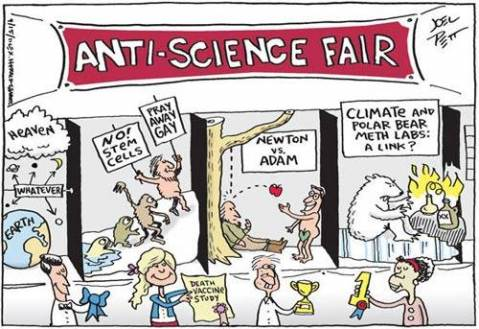 ANTI-SCIENCE FAIR
JOEL
PETT
HEAVEN
WHATEVER
EARTH
NO!
STEM
CELLS
PRAY
AWAY
GAY
NEWTON
VS.
ADAM
CLIMATE AND
POLAR BEAR
METH LABS:
A LINK?
DEATH
VACCINE
STUDY
1